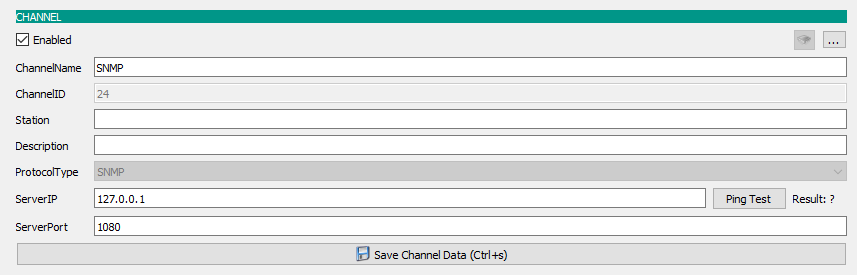 CHANNEL
Enabled
...
ChannelName SNMP
ChannelID 24
Station
Description
ProtocolType SNMP
ServerIP 127.0.0.1 Ping Test Result: ?
ServerPort 1080
Save Channel Data (Ctrl+s)